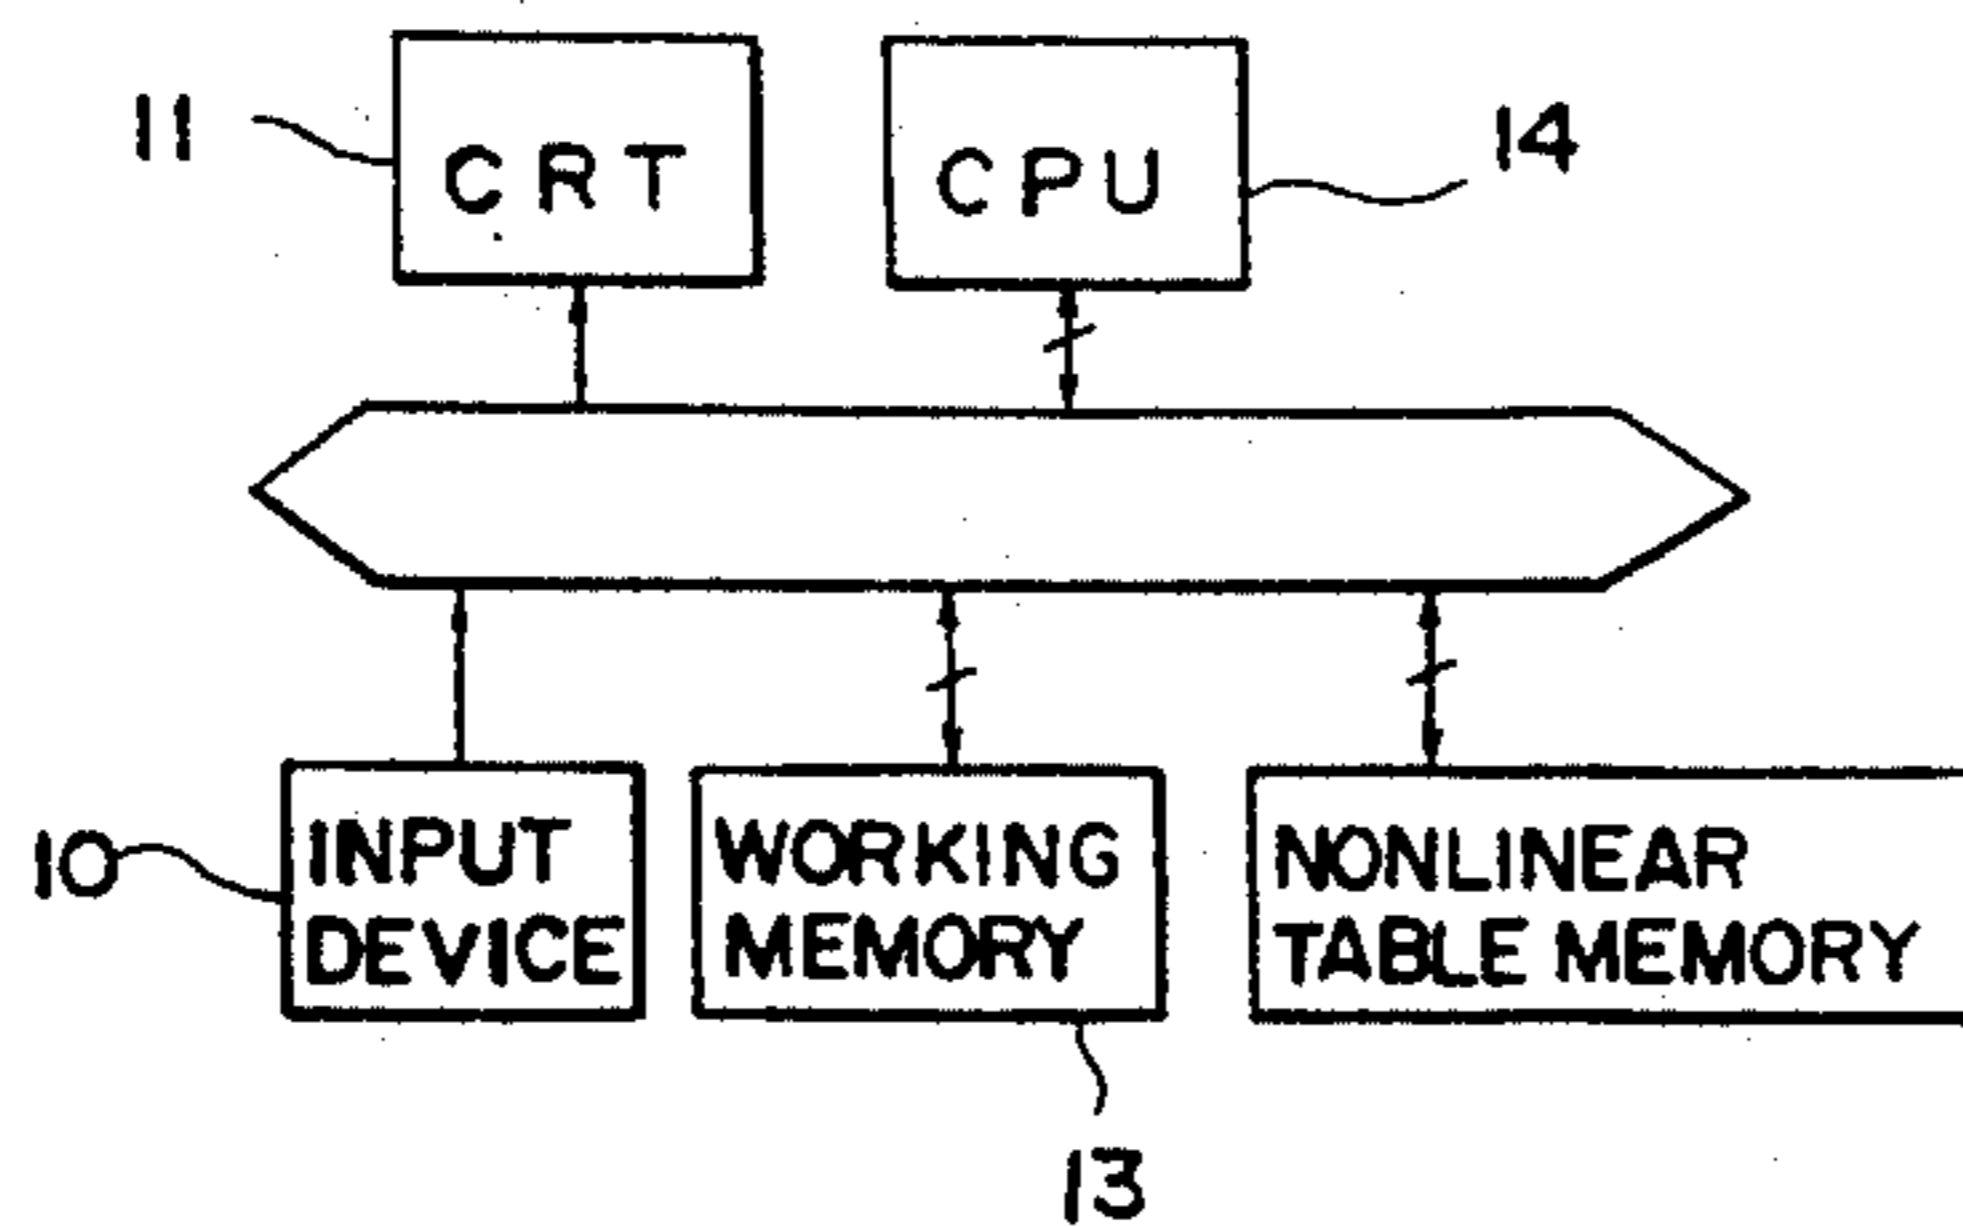 11
CRT
CPU
14
10
INPUT
DEVICE
WORKING
MEMORY
NONLINEAR
TABLE MEMORY
13